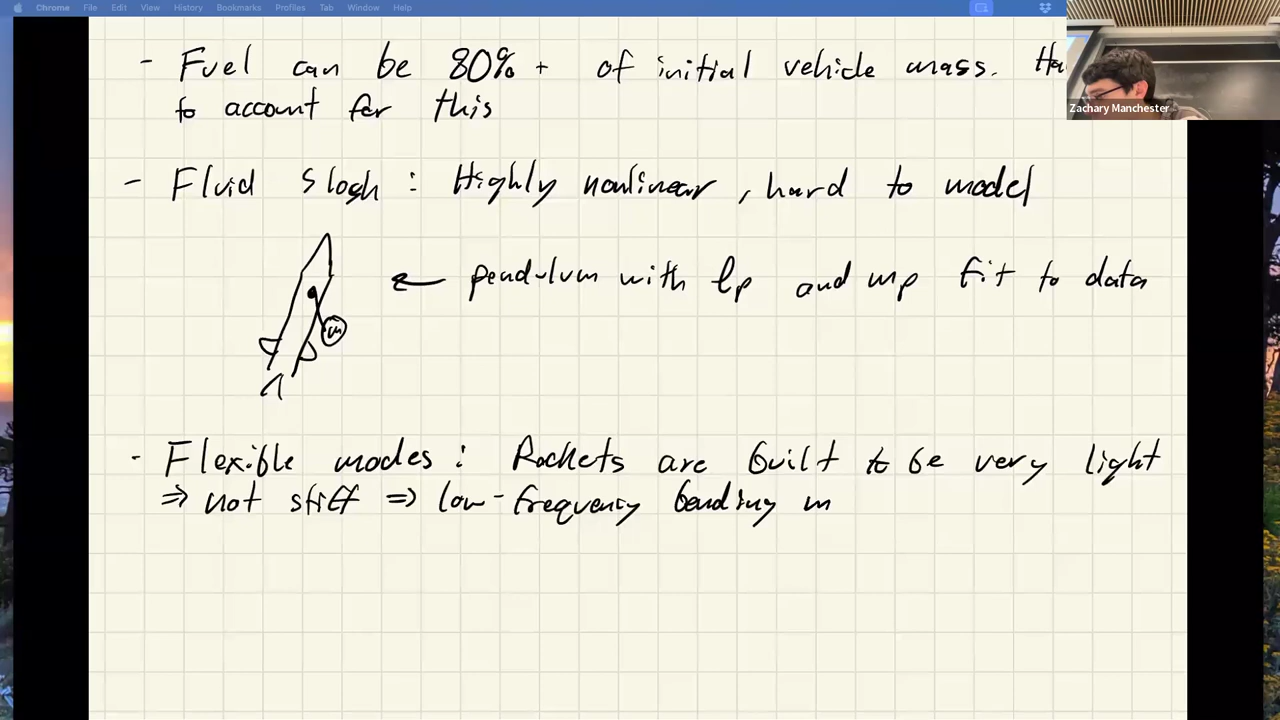 Chrome File Edit View History Bookmarks Profiles Tab Window Help
- Fuel can be 80% + of initial vehicle mass. Ha
to account for this
Zachary Manchester
- Fluid Slosh : Highly nonlinear, hard to model
← pendulum with lp and mp fit to data
m
- Flexible modes : Rockets are built to be very light
⇒ not stiff ⇒ low-frequency bending m